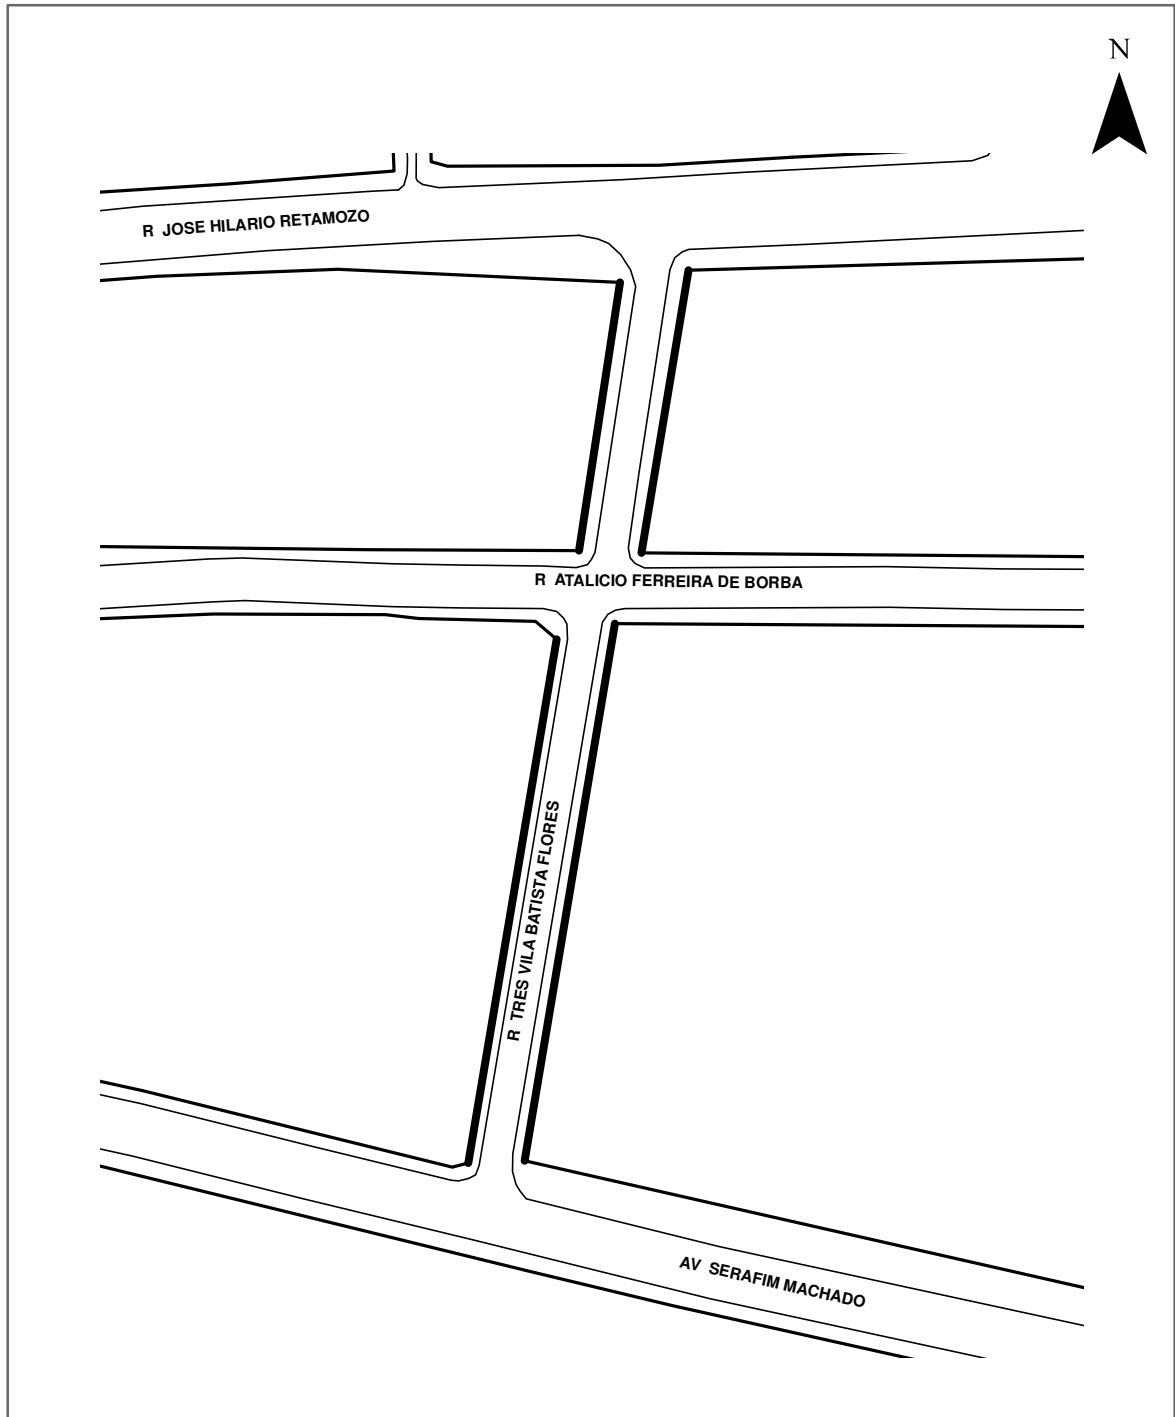 N
R JOSE HILARIO RETAMOZO
R ATALICIO FERREIRA DE BORBA
R TRES VILA BATISTA FLORES
AV SERAFIM MACHADO